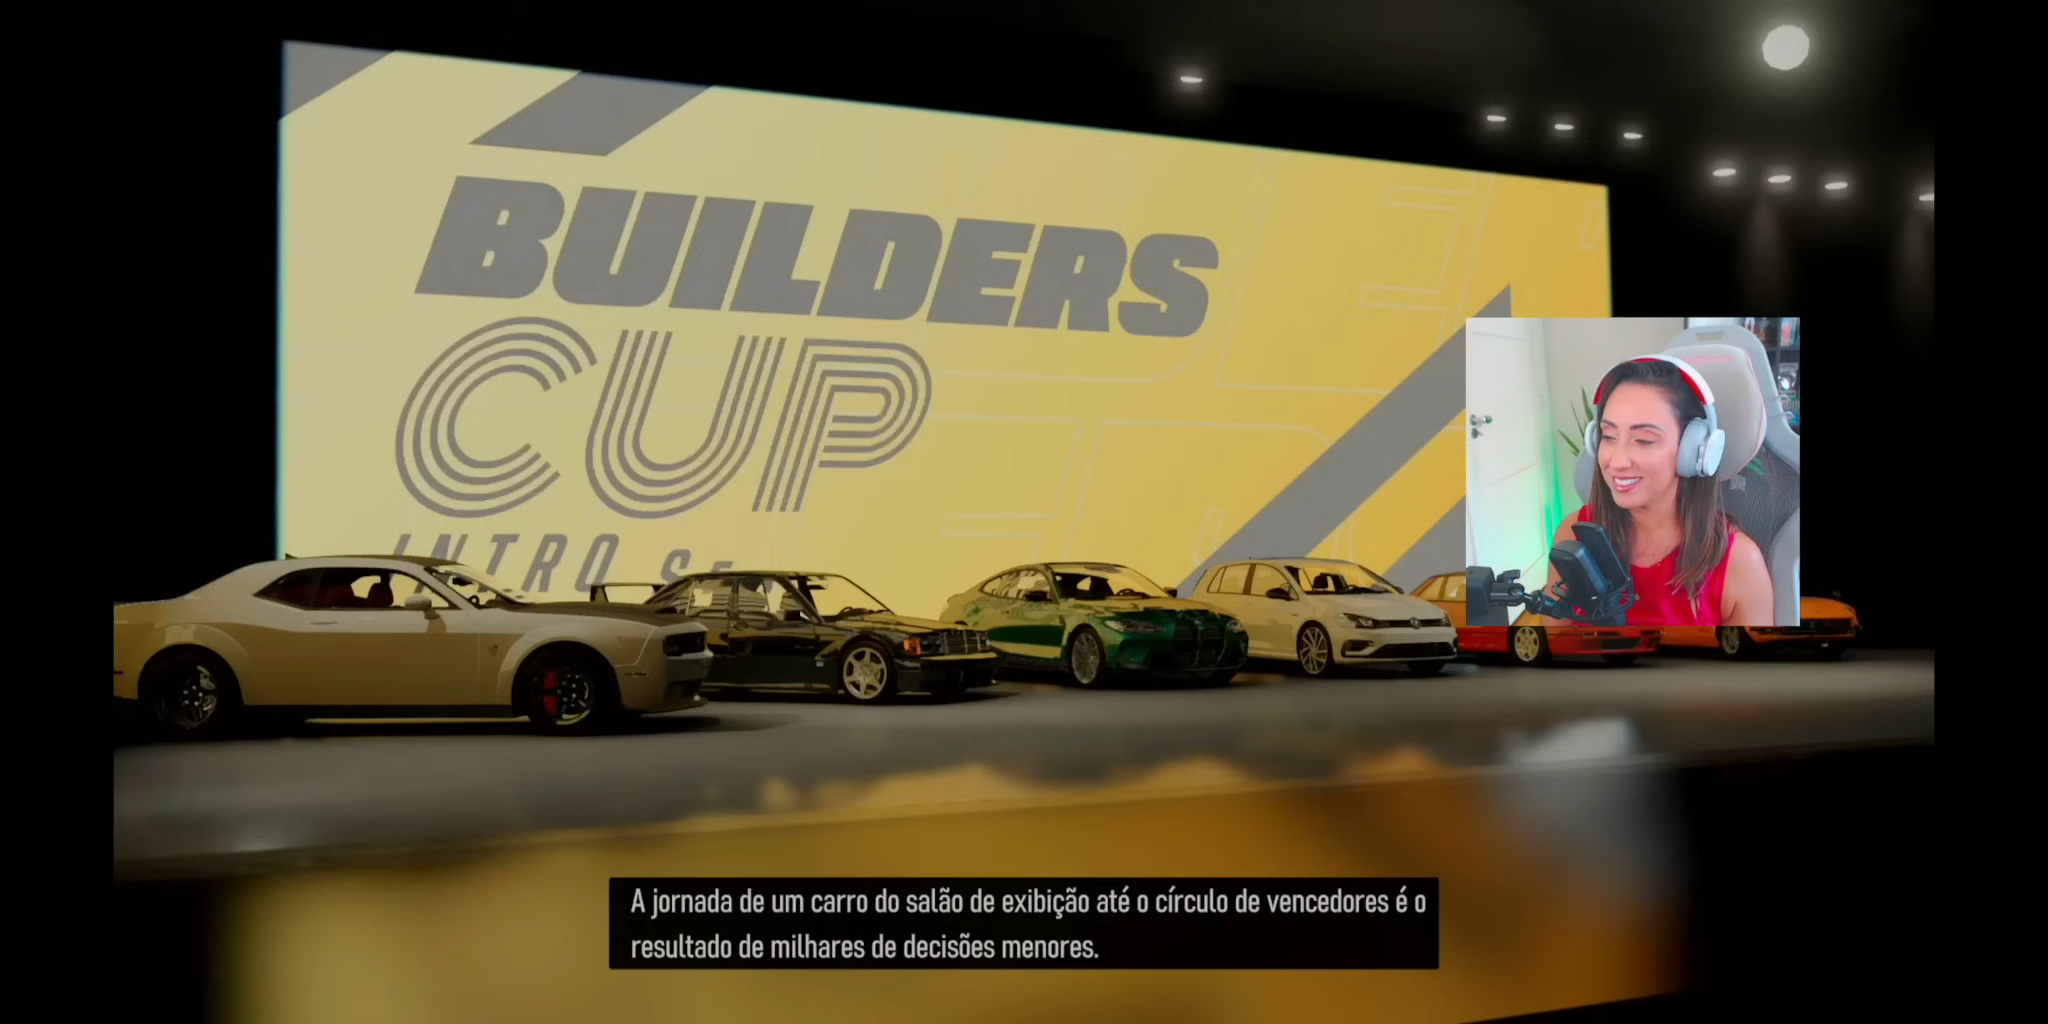 BUILDERS
CUP
INTRO
A jornada de um carro do salão de exibição até o círculo de vencedores é o
resultado de milhares de decisões menores.